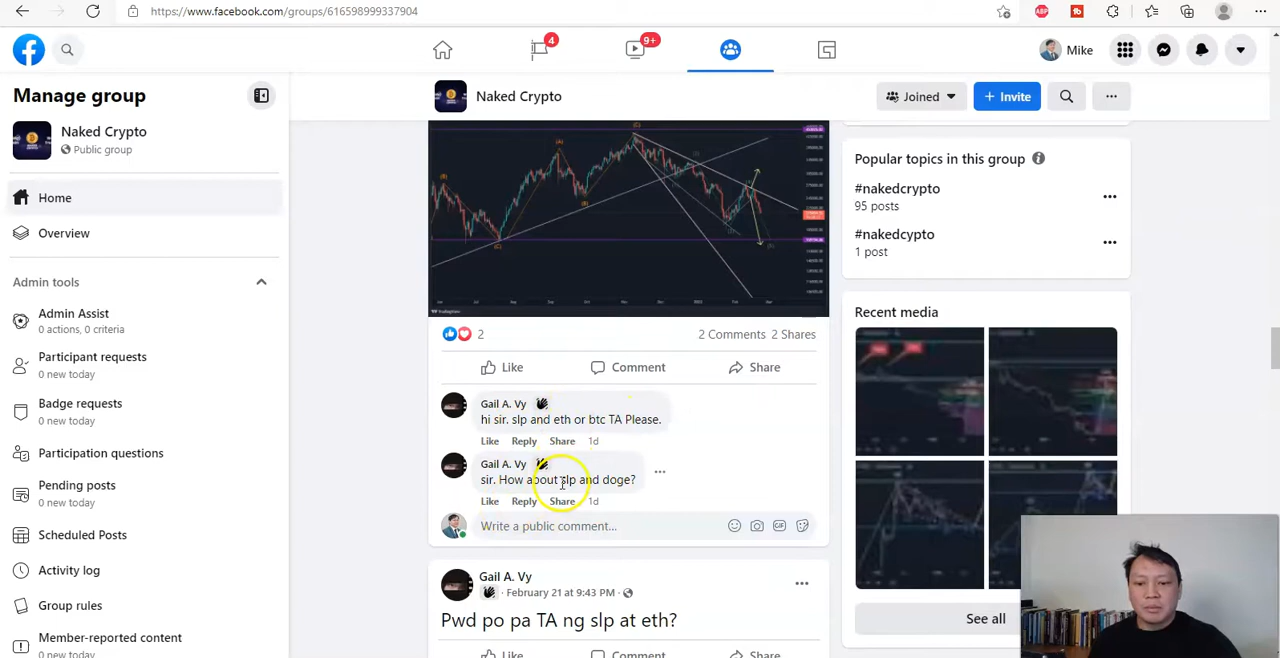 https://www.facebook.com/groups/616598999337904
4
9+
Mike
Manage group
Naked Crypto
Joined
+ Invite
Naked Crypto
Public group
Home
Overview
Admin tools
Admin Assist
0 actions, 0 criteria
Participant requests
0 new today
Badge requests
0 new today
Participation questions
Pending posts
0 new today
Scheduled Posts
Activity log
Group rules
Member-reported content
0 new today
2
2 Comments 2 Shares
Like
Comment
Share
Gail A. Vy
hi sir. slp and eth or btc TA Please.
Like Reply Share 1d
Gail A. Vy
sir. How about slp and doge?
Like Reply Share 1d
Write a public comment...
Gail A. Vy
· February 21 at 9:43 PM ·
Pwd po pa TA ng slp at eth?
Like
Comment
Share
Popular topics in this group
#nakedcrypto
95 posts
#nakedcypto
1 post
Recent media
See all